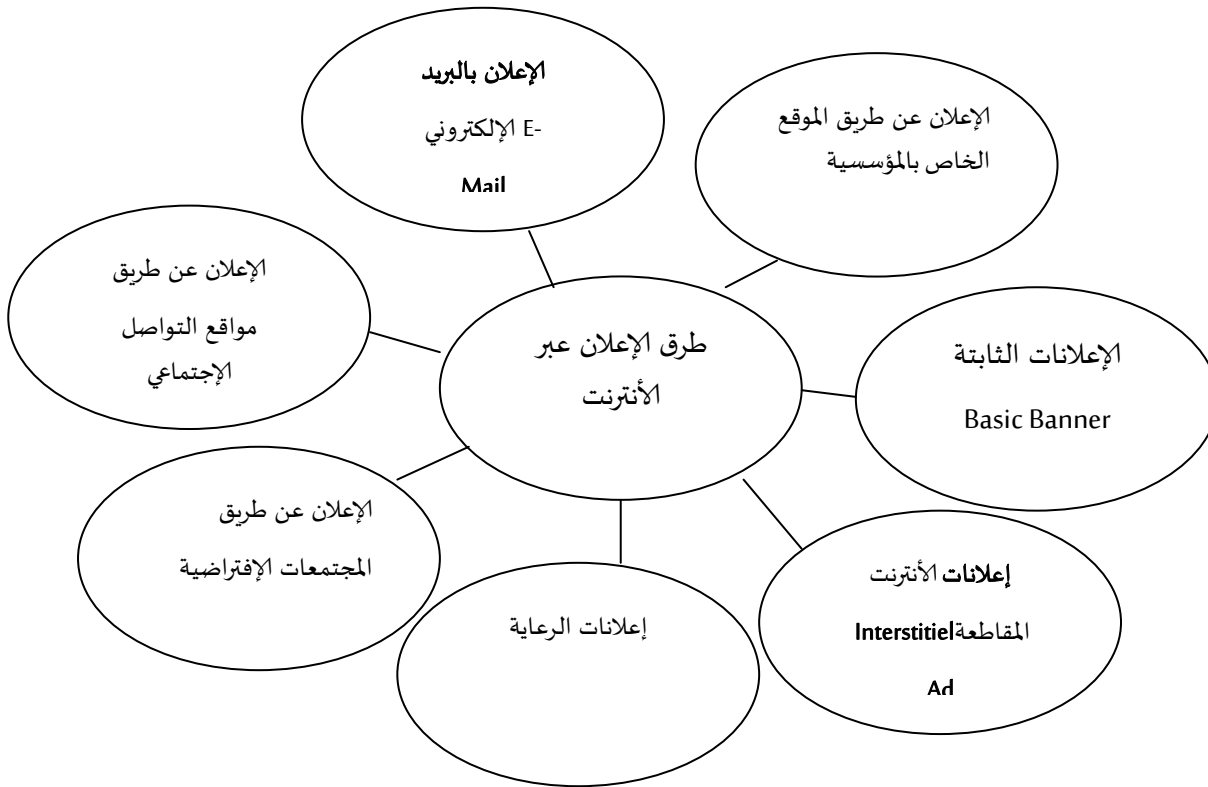 الإعلان بالبريد
الإلكتروني E-
Mail
الإعلان عن طريق الموقع
الخاص بالمؤسسية
الإعلان عن طريق
مواقع التواصل
الإجتماعي
طرق الإعلان عبر
الأنترنت
الإعلانات الثابتة
Basic Banner
الإعلان عن طريق
المجتمعات الإفتراضية
إعلانات الرعاية
إعلانات الأنترنت
المقاطعةInterstitiel
Ad